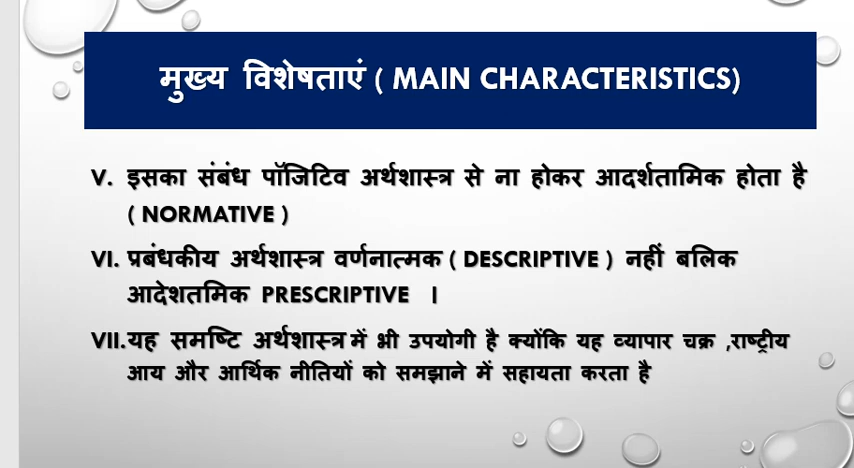 मुख्य विशेषताएं ( MAIN CHARACTERISTICS)
V. इसका संबंध पॉजिटिव अर्थशास्त्र से ना होकर आदर्शतामिक होता है
( NORMATIVE )
VI. प्रबंधकीय अर्थशास्त्र वर्णनात्मक ( DESCRIPTIVE ) नहीं बलिक
आदेशतमिक PRESCRIPTIVE ।
VII.यह समष्टि अर्थशास्त्र में भी उपयोगी है क्योंकि यह व्यापार चक्र ,राष्ट्रीय
आय और आर्थिक नीतियों को समझाने में सहायता करता है